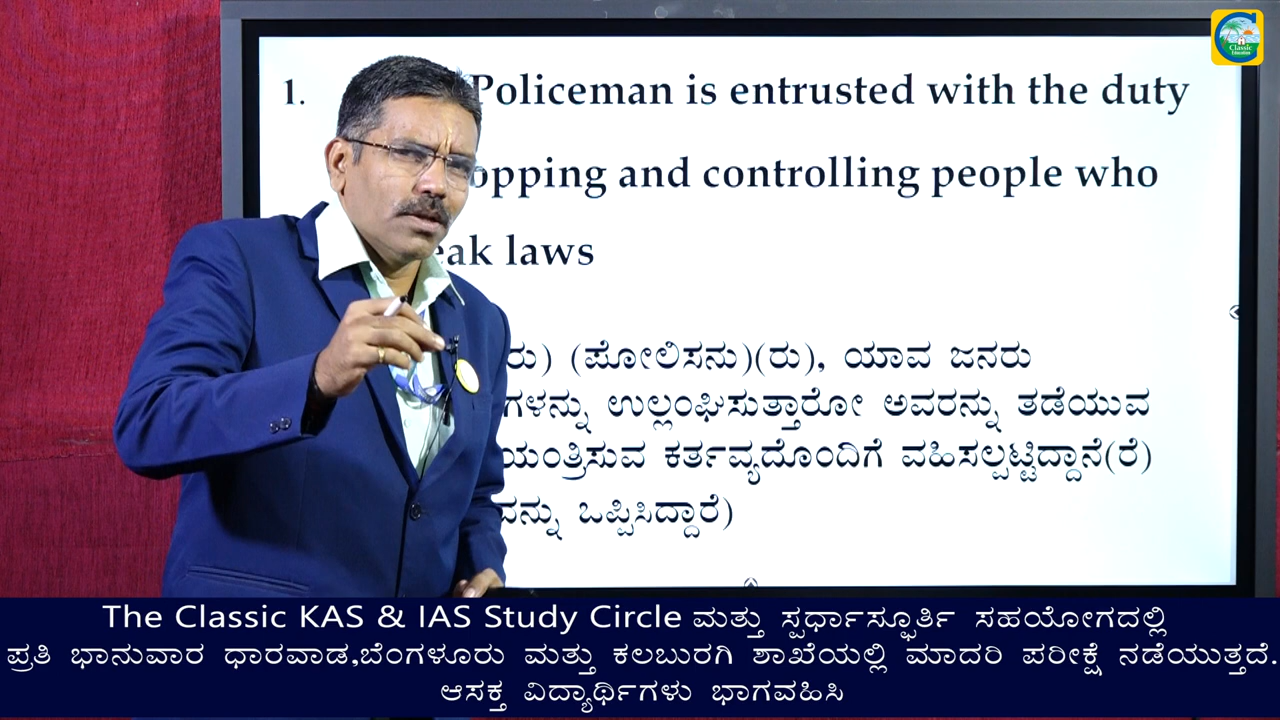 Classic
Education
1. Policeman is entrusted with the duty
opping and controlling people who
eak laws
ರು) (ಪೋಲಿಸನು)(ರು), ಯಾವ ಜನರು
ಗಳನ್ನು ಉಲ್ಲಂಘಿಸುತ್ತಾರೋ ಅವರನ್ನು ತಡೆಯುವ
ಯಂತ್ರಿಸುವ ಕರ್ತವ್ಯದೊಂದಿಗೆ ವಹಿಸಲ್ಪಟ್ಟಿದ್ದಾನೆ(ರೆ)
ವನ್ನು ಒಪ್ಪಿಸಿದ್ದಾರೆ)
The Classic KAS & IAS Study Circle ಮತ್ತು ಸ್ಪರ್ಧಾಸ್ಫೂರ್ತಿ ಸಹಯೋಗದಲ್ಲಿ
ಪ್ರತಿ ಭಾನುವಾರ ಧಾರವಾಡ,ಬೆಂಗಳೂರು ಮತ್ತು ಕಲಬುರಗಿ ಶಾಖೆಯಲ್ಲಿ ಮಾದರಿ ಪರೀಕ್ಷೆ ನಡೆಯುತ್ತದೆ.
ಆಸಕ್ತ ವಿದ್ಯಾರ್ಥಿಗಳು ಭಾಗವಹಿಸಿ